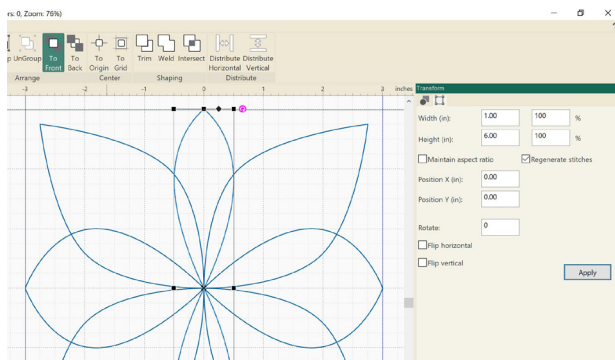 rs: 0, Zoom: 76%)
p UnGroup To Front To Back To Origin To Grid Trim Weld Intersect Distribute Horizontal Distribute Vertical
Arrange Center Shaping Distribute
-3 -2 -1 0 1 2 3 inches
Transform
Width (in): 1.00 100 %
Height (in): 6.00 100 %
Maintain aspect ratio Regenerate stitches
Position X (in): 0.00
Position Y (in): 0.00
Rotate: 0
Flip horizontal
Flip vertical
Apply